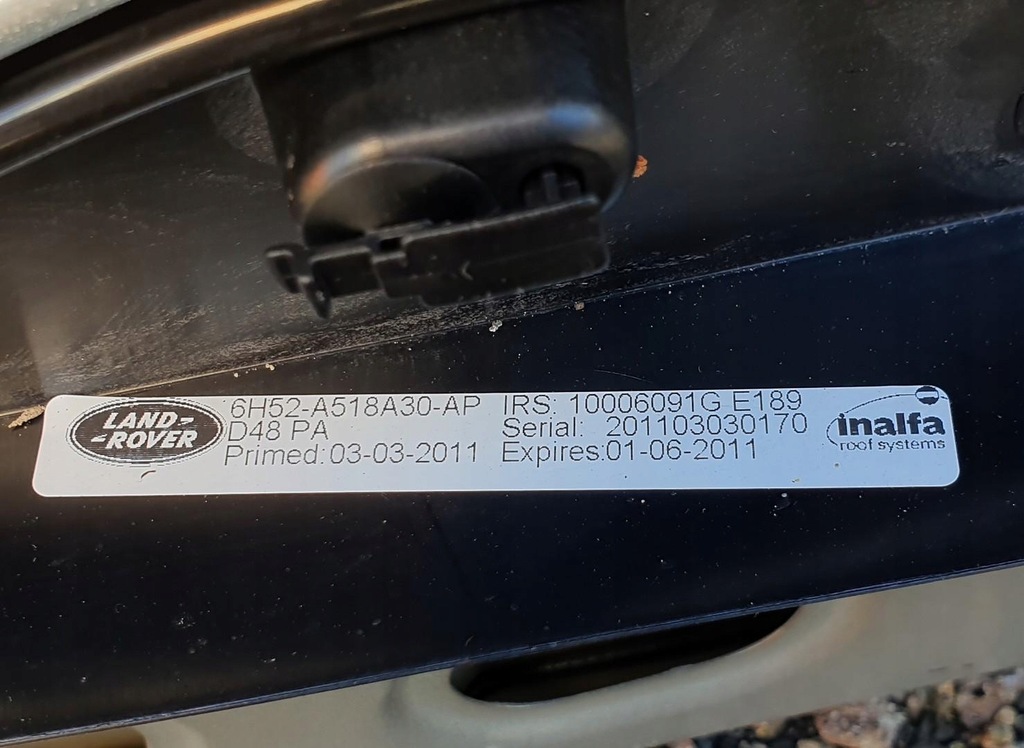 LAND-
-ROVER
6H52-A518A30-AP IRS: 10006091G E189
D48 PA Serial: 201103030170
Primed:03-03-2011 Expires:01-06-2011
inalfa
roof systems